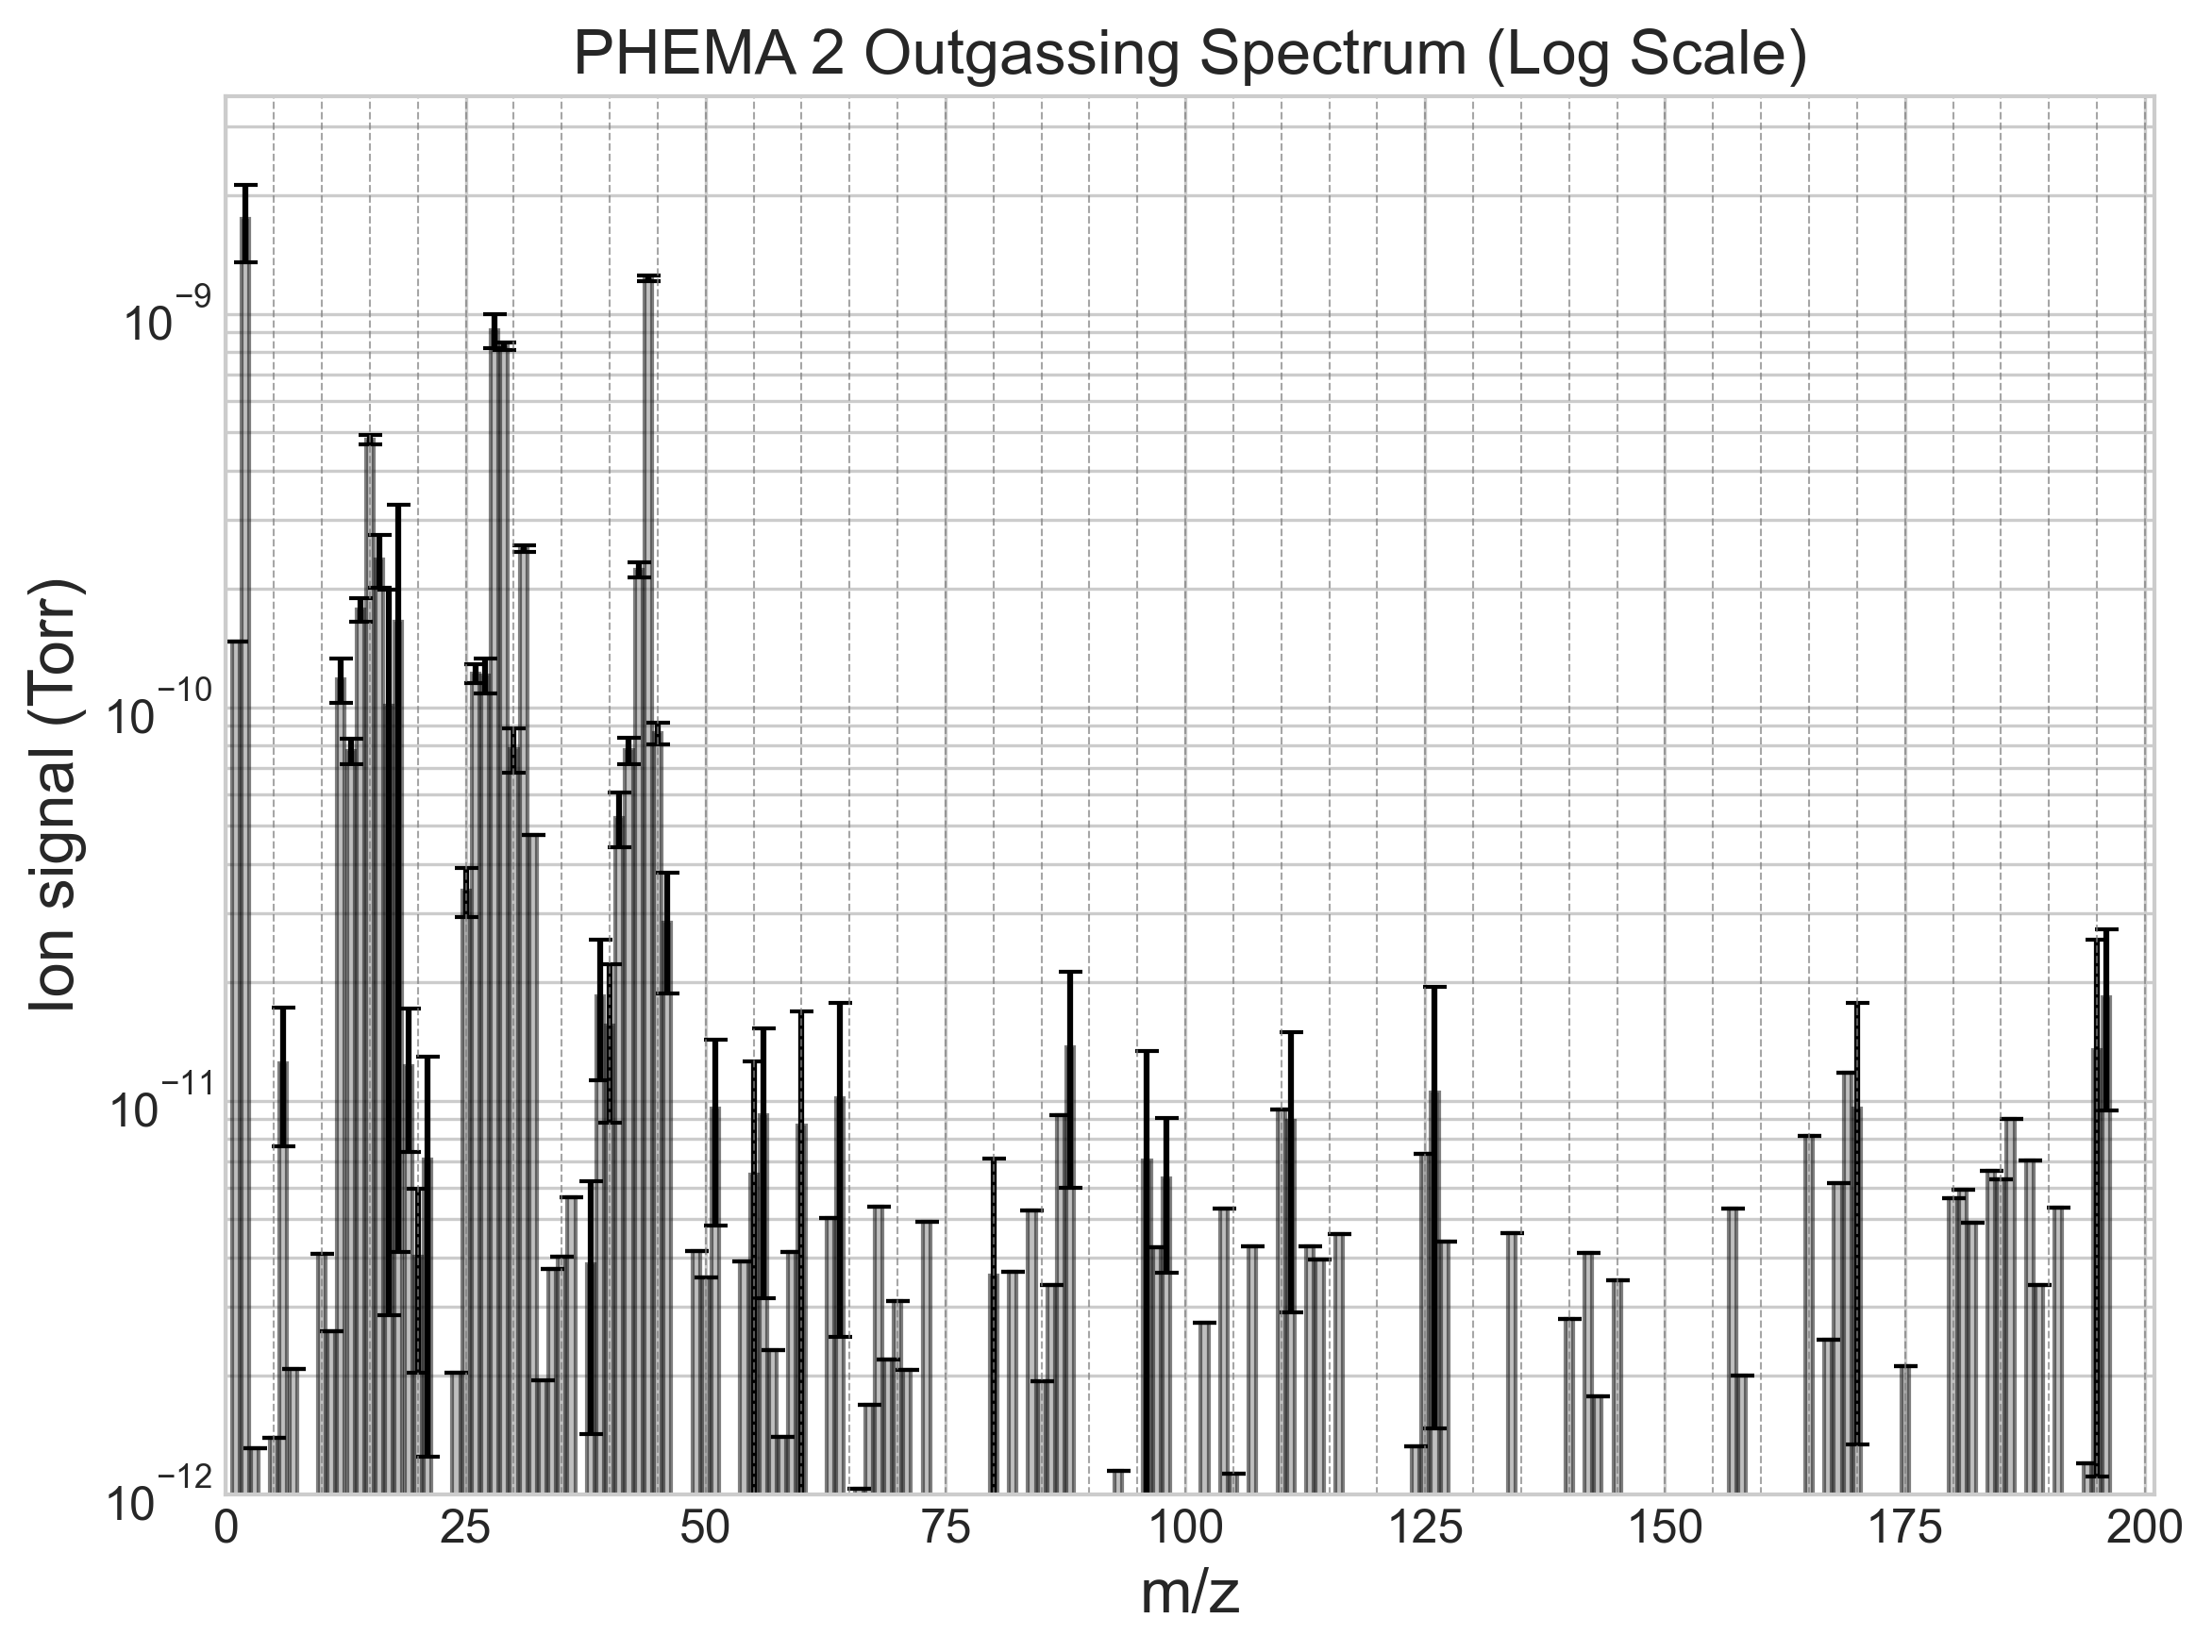 PHEMA 2 Outgassing Spectrum (Log Scale)
Ion signal (Torr)
10⁻⁹
10⁻¹⁰
10⁻¹¹
10⁻¹²
0 25 50 75 100 125 150 175 200
m/z